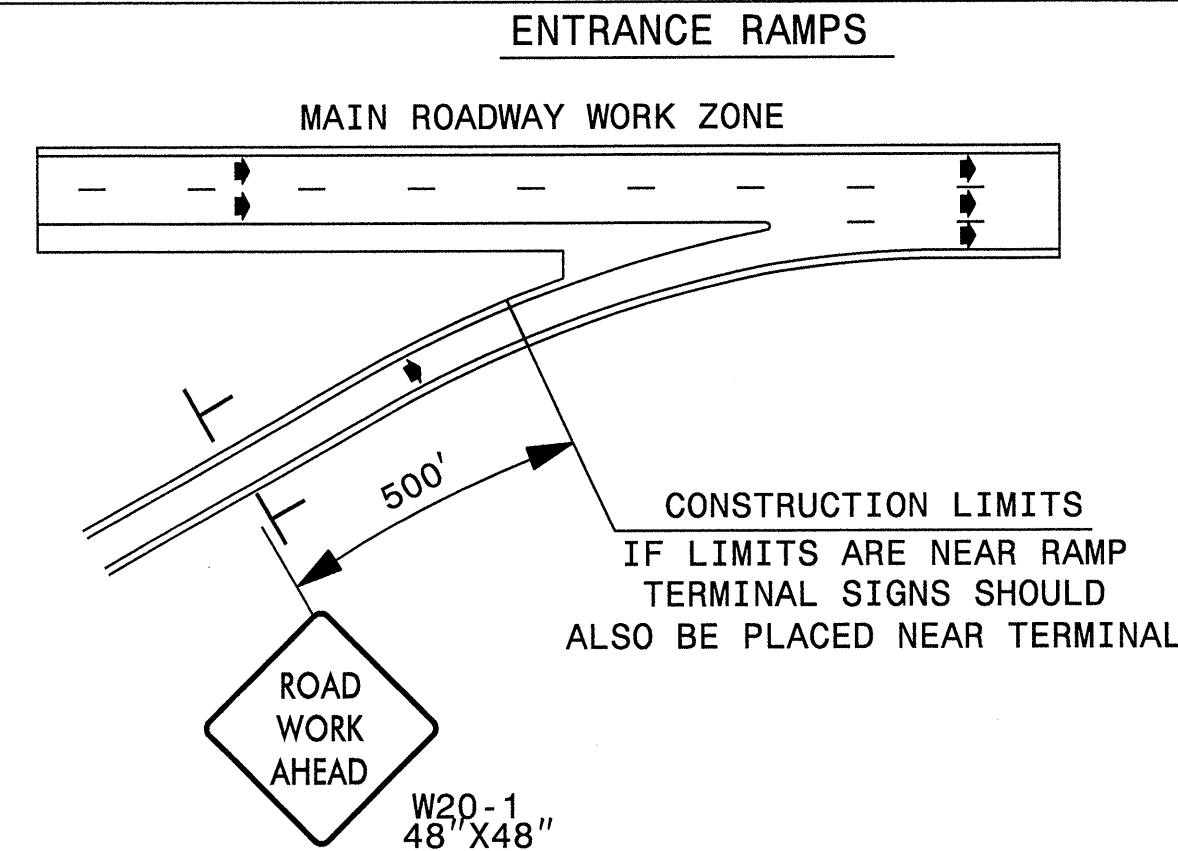 ENTRANCE RAMPS
MAIN ROADWAY WORK ZONE
500'
CONSTRUCTION LIMITS
IF LIMITS ARE NEAR RAMP
TERMINAL SIGNS SHOULD
ALSO BE PLACED NEAR TERMINAL
ROAD
WORK
AHEAD
W20-1
48"X48"